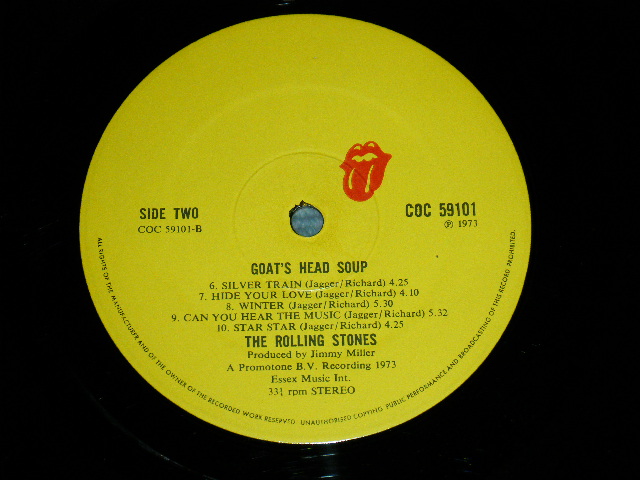 SIDE TWO
COC 59101-B
COC 59101
Ⓟ 1973
GOAT'S HEAD SOUP
6. SILVER TRAIN (Jagger/Richard) 4.25
7. HIDE YOUR LOVE (Jagger/Richard) 4.10
8. WINTER (Jagger/Richard) 5.30
9. CAN YOU HEAR THE MUSIC (Jagger/Richard) 5.32
10. STAR STAR (Jagger/Richard) 4.25
THE ROLLING STONES
Produced by Jimmy Miller
A Promotone B.V. Recording 1973
Essex Music Int.
33⅓ rpm STEREO
ALL RIGHTS OF THE MANUFACTURER AND OF THE OWNER OF THE RECORDED WORK RESERVED. UNAUTHORISED COPYING, PUBLIC PERFORMANCE AND BROADCASTING OF THIS RECORD PROHIBITED.